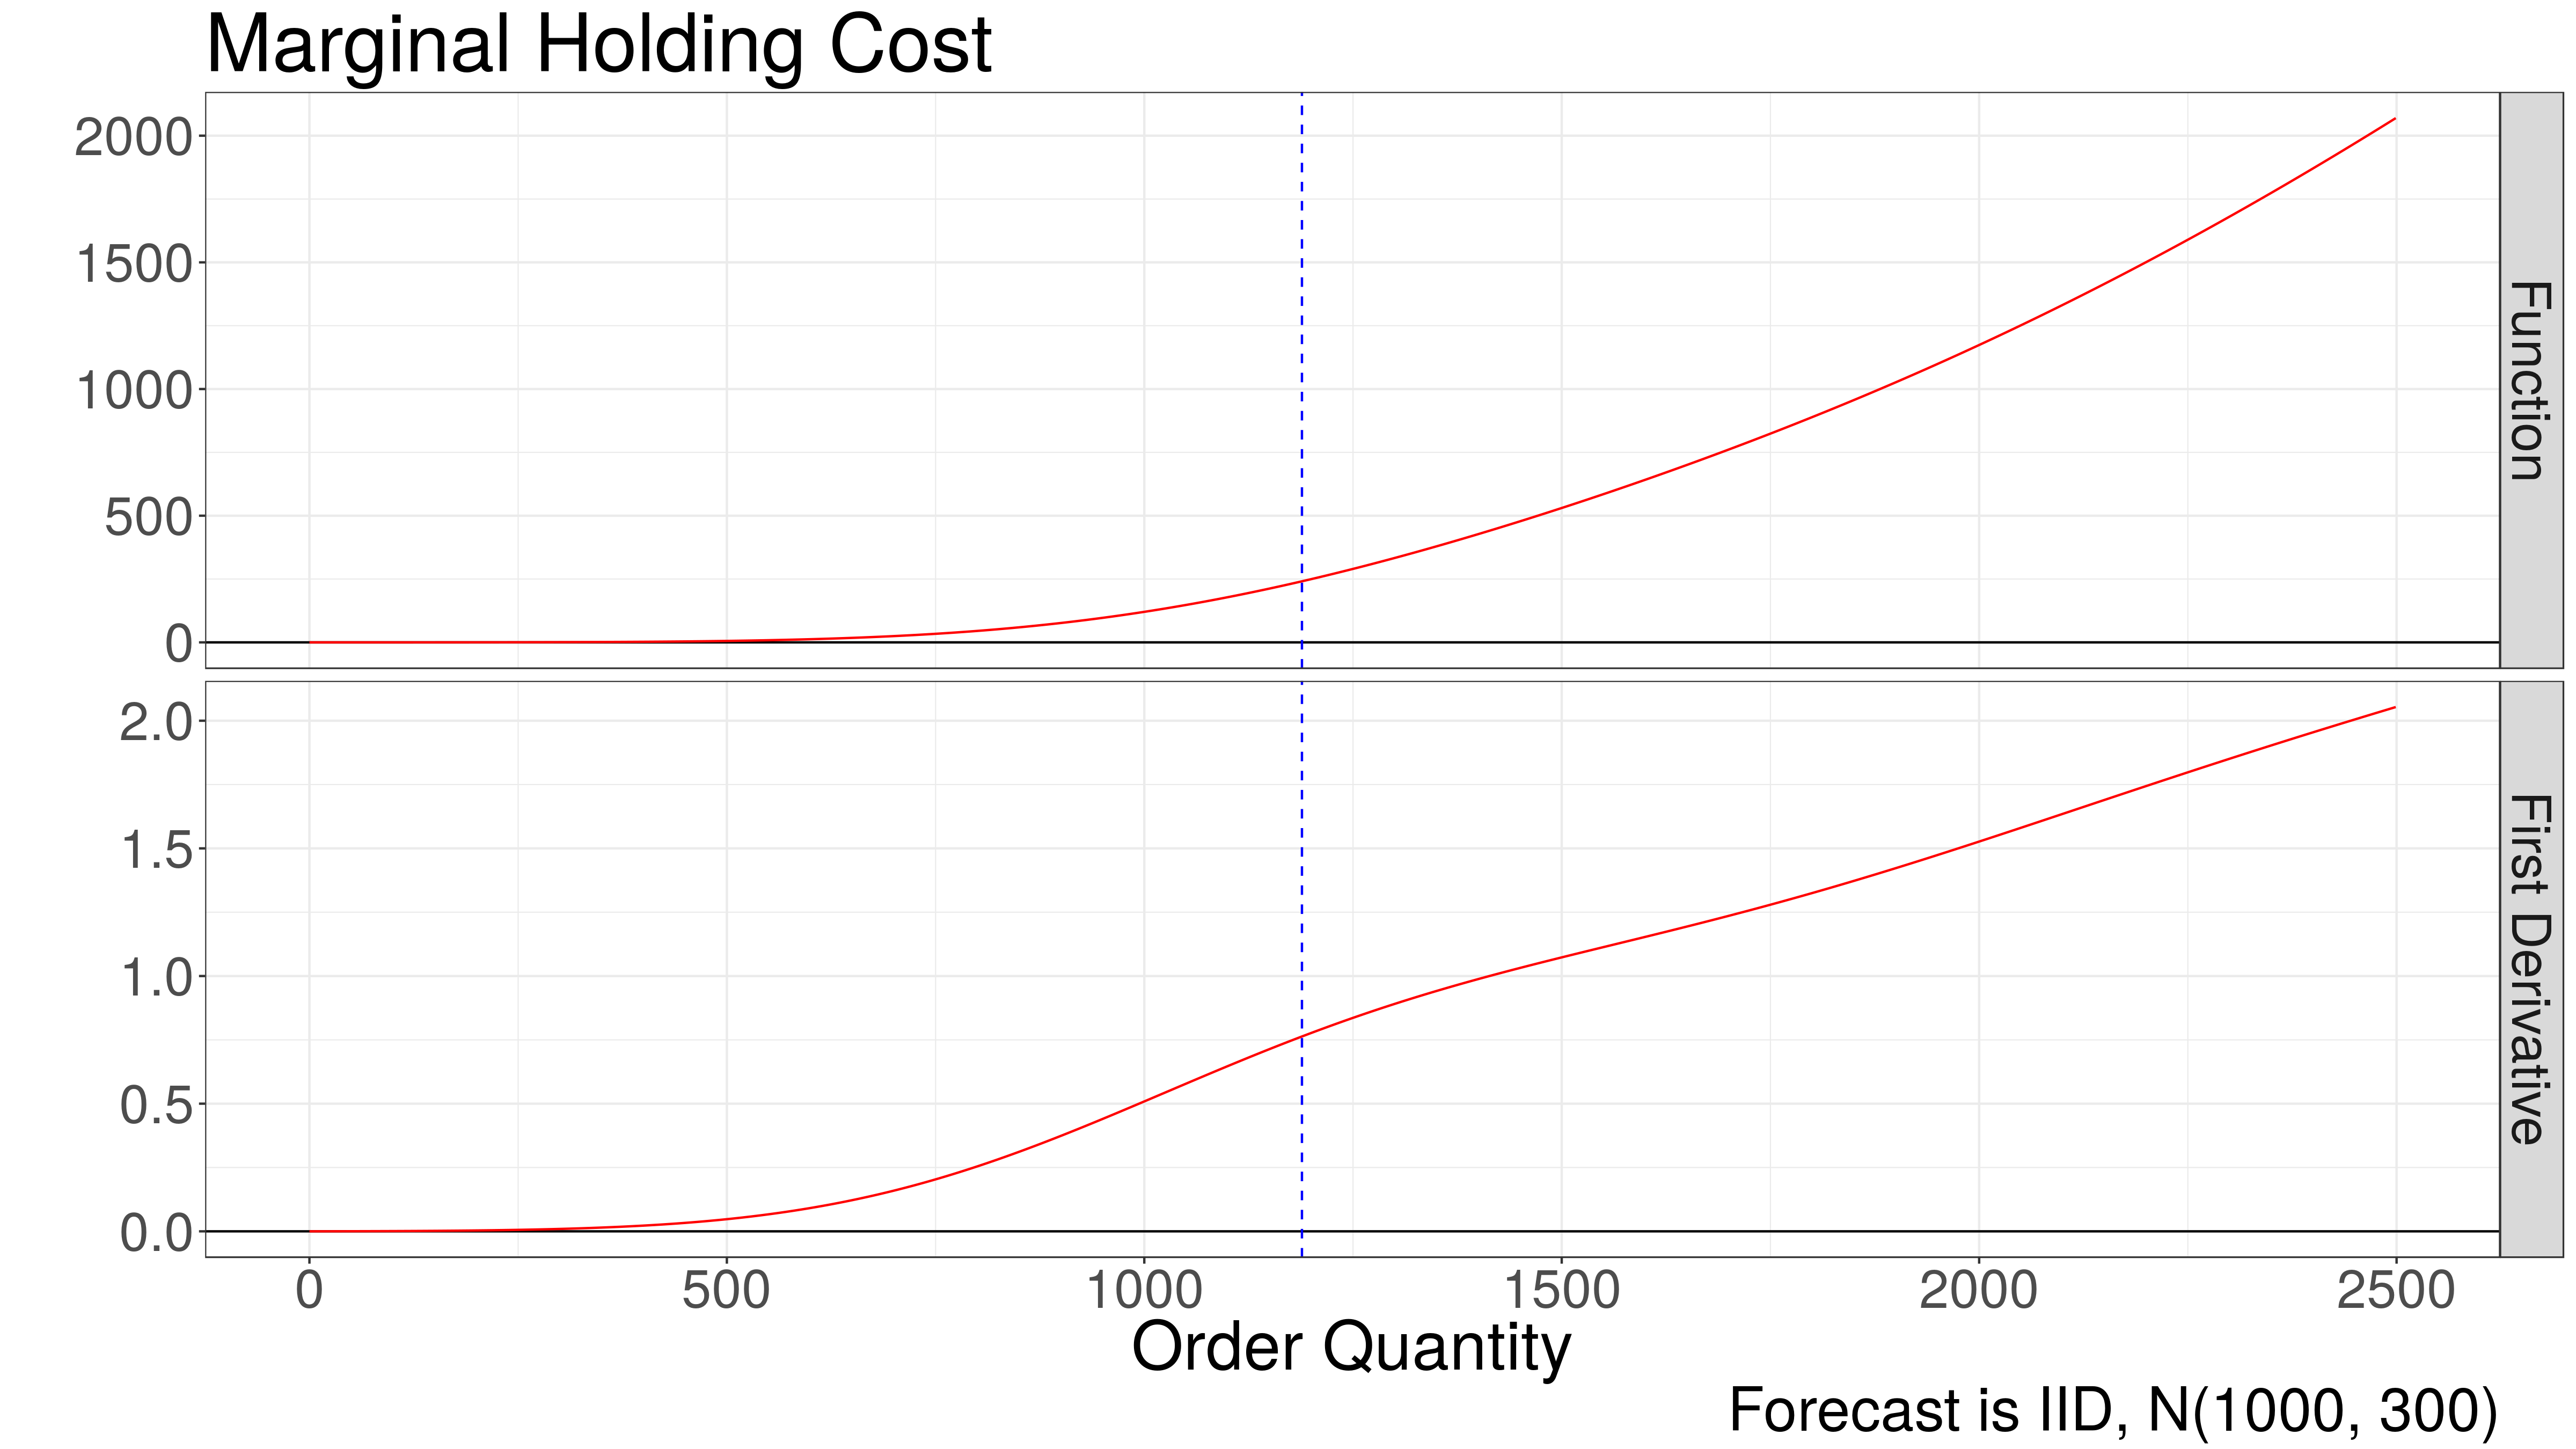 Marginal Holding Cost
2000
1500
1000
500
0
Function
2.0
1.5
1.0
0.5
0.0
First Derivative
0 500 1000 1500 2000 2500
Order Quantity
Forecast is IID, N(1000, 300)